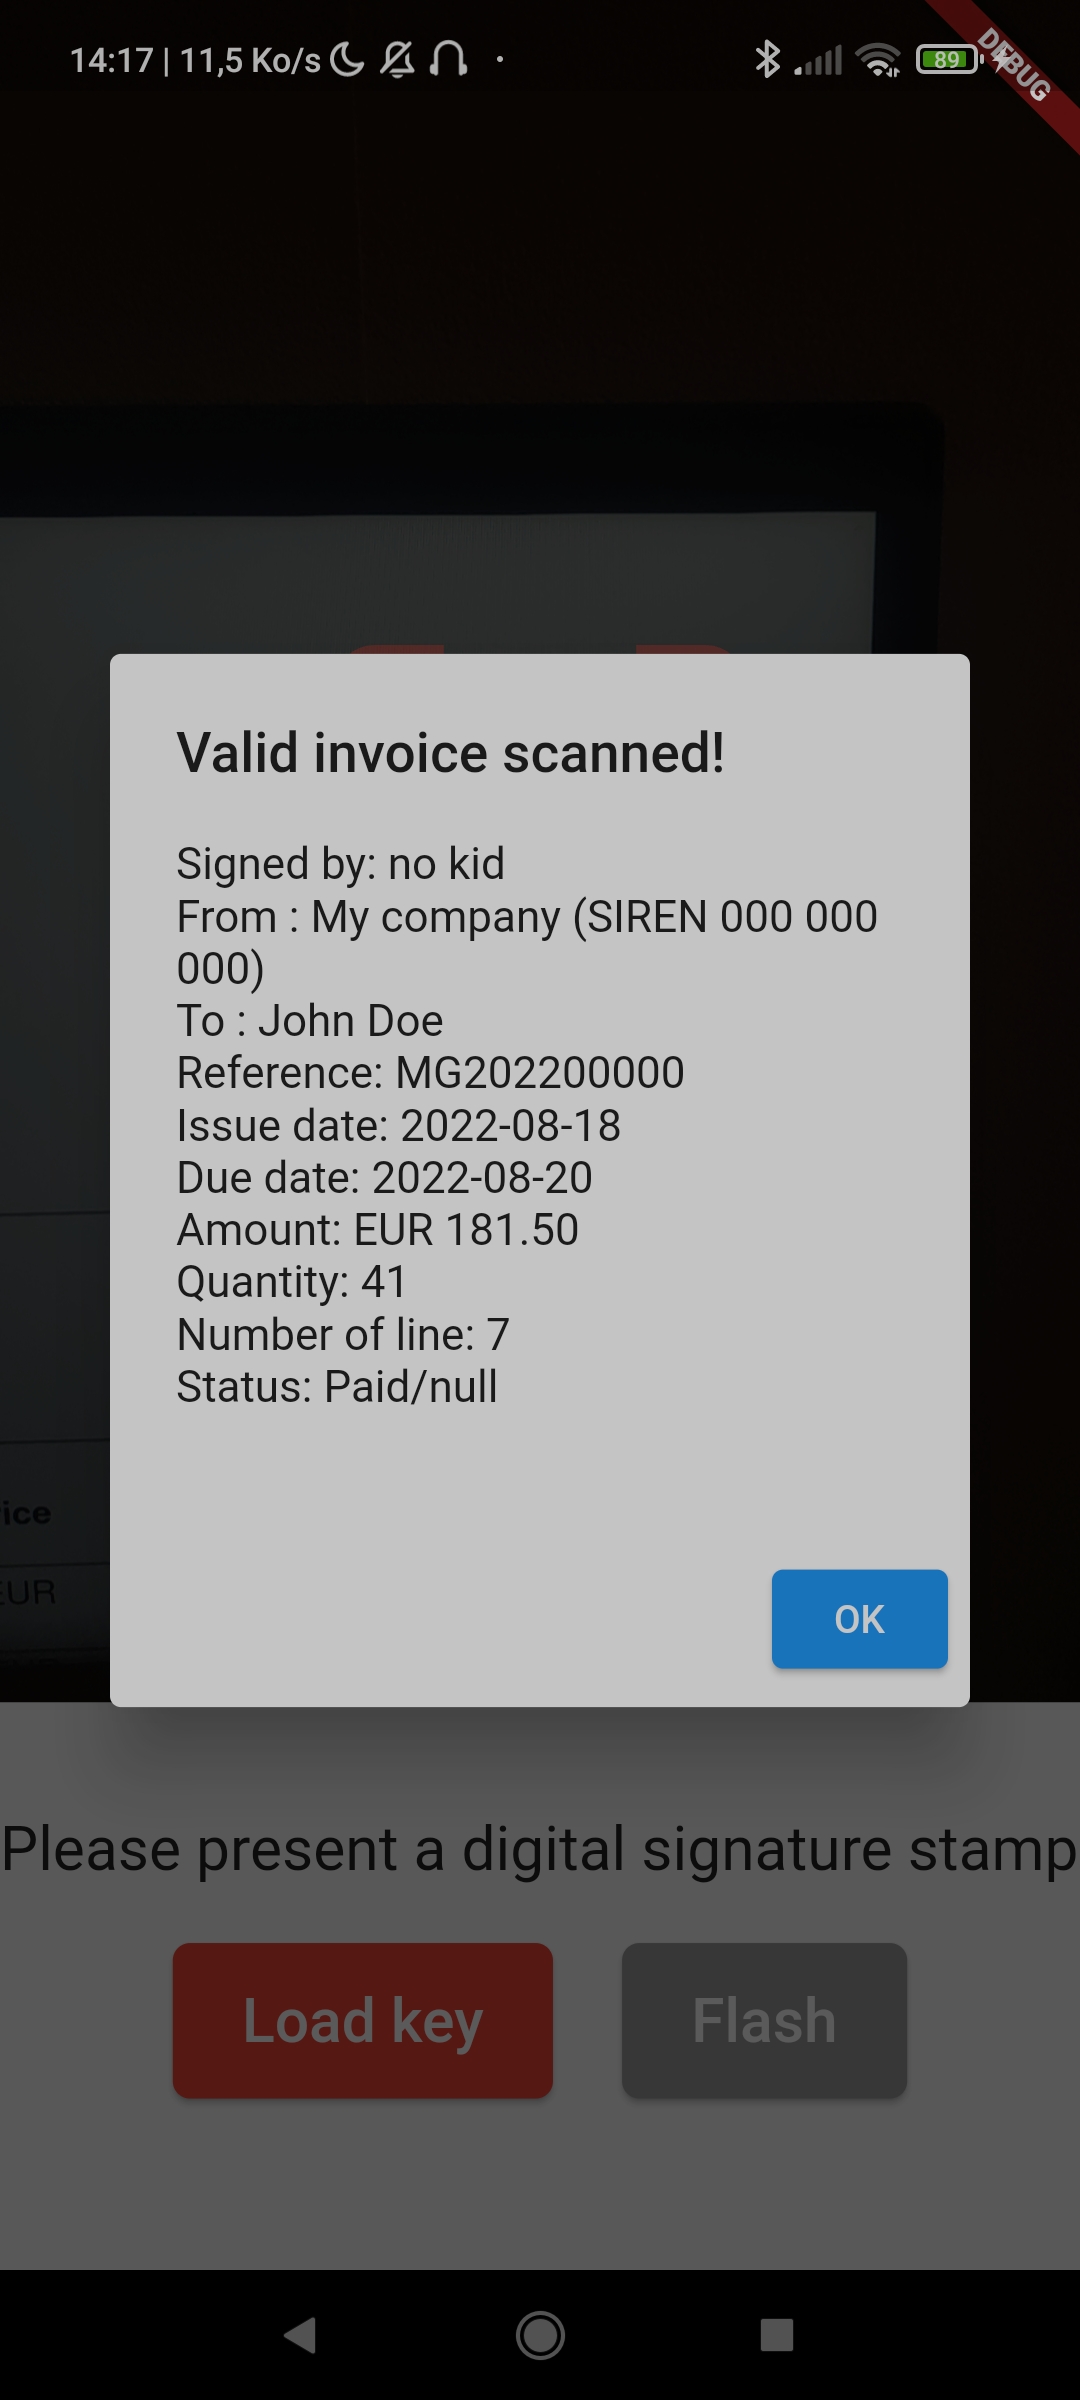 14:17 | 11,5 Ko/s
89
DEBUG
Valid invoice scanned!
Signed by: no kid
From : My company (SIREN 000 000
000)
To : John Doe
Reference: MG202200000
Issue date: 2022-08-18
Due date: 2022-08-20
Amount: EUR 181.50
Quantity: 41
Number of line: 7
Status: Paid/null
ice
EUR
OK
Please present a digital signature stamp
Load key
Flash